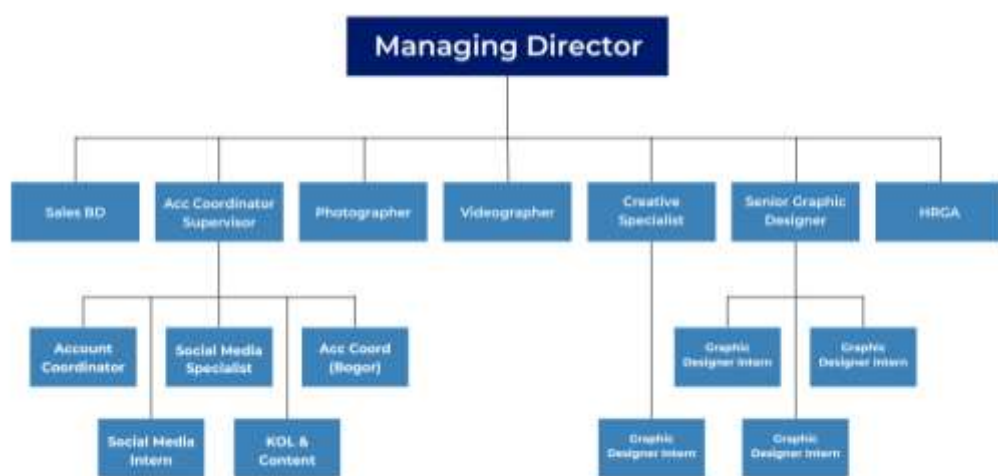 Managing Director
Sales BD
Acc Coordinator
Supervisor
Photographer
Videographer
Creative
Specialist
Senior Graphic
Designer
HRGA
Account
Coordinator
Social Media
Specialist
Acc Coord
(Bogor)
Graphic
Designer Intern
Graphic
Designer Intern
Social Media
Intern
KOL &
Content
Graphic
Designer Intern
Graphic
Designer Intern